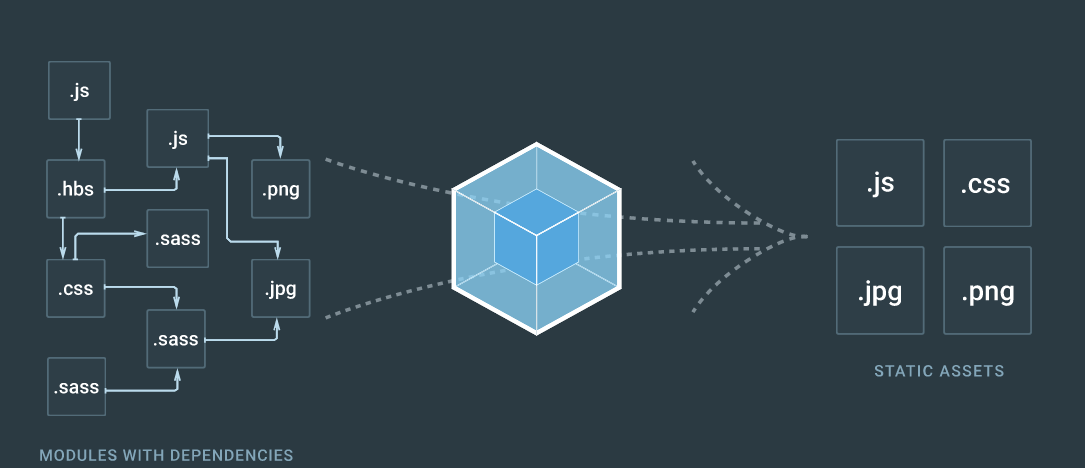 .js
.js
.hbs
.png
.sass
.css
.jpg
.sass
.sass
MODULES WITH DEPENDENCIES
.js
.css
.jpg
.png
STATIC ASSETS